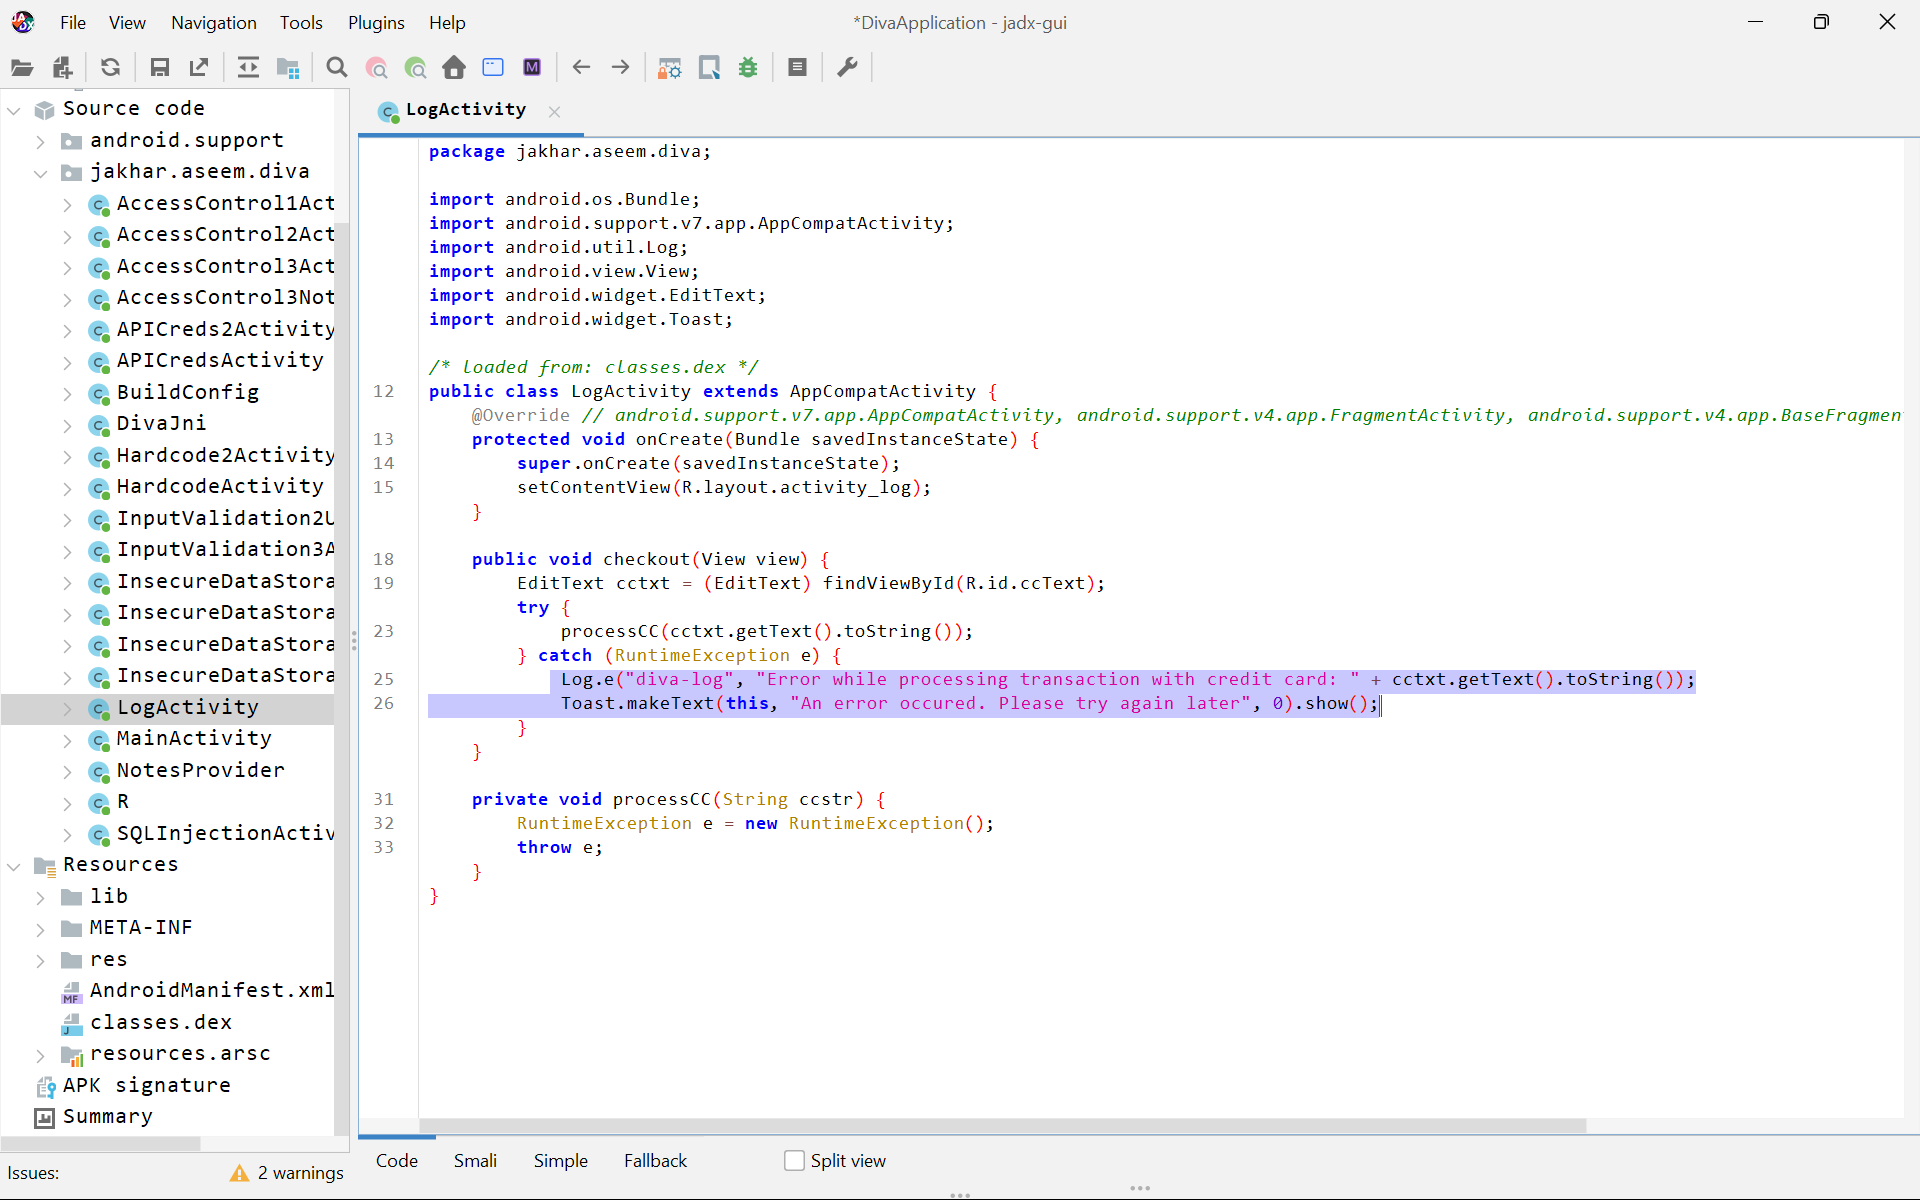 File View Navigation Tools Plugins Help
*DivaApplication - jadx-gui
Source code
android.support
jakhar.aseem.diva
AccessControl1Act
AccessControl2Act
AccessControl3Act
AccessControl3Not
APICreds2Activity
APICredsActivity
BuildConfig
DivaJni
Hardcode2Activity
HardcodeActivity
InputValidation2U
InputValidation3A
InsecureDataStora
InsecureDataStora
InsecureDataStora
InsecureDataStora
LogActivity
MainActivity
NotesProvider
R
SQLInjectionActiv
Resources
lib
META-INF
res
AndroidManifest.xml
classes.dex
resources.arsc
APK signature
Summary
Issues: 2 warnings
LogActivity
package jakhar.aseem.diva;
import android.os.Bundle;
import android.support.v7.app.AppCompatActivity;
import android.util.Log;
import android.view.View;
import android.widget.EditText;
import android.widget.Toast;
/* loaded from: classes.dex */
12 public class LogActivity extends AppCompatActivity {
@Override // android.support.v7.app.AppCompatActivity, android.support.v4.app.FragmentActivity, android.support.v4.app.BaseFragmen
13 protected void onCreate(Bundle savedInstanceState) {
14 super.onCreate(savedInstanceState);
15 setContentView(R.layout.activity_log);
}
18 public void checkout(View view) {
19 EditText cctxt = (EditText) findViewById(R.id.ccText);
try {
23 processCC(cctxt.getText().toString());
} catch (RuntimeException e) {
25 Log.e("diva-log", "Error while processing transaction with credit card: " + cctxt.getText().toString());
26 Toast.makeText(this, "An error occured. Please try again later", 0).show();
}
}
31 private void processCC(String ccstr) {
32 RuntimeException e = new RuntimeException();
33 throw e;
}
}
Code Smali Simple Fallback Split view